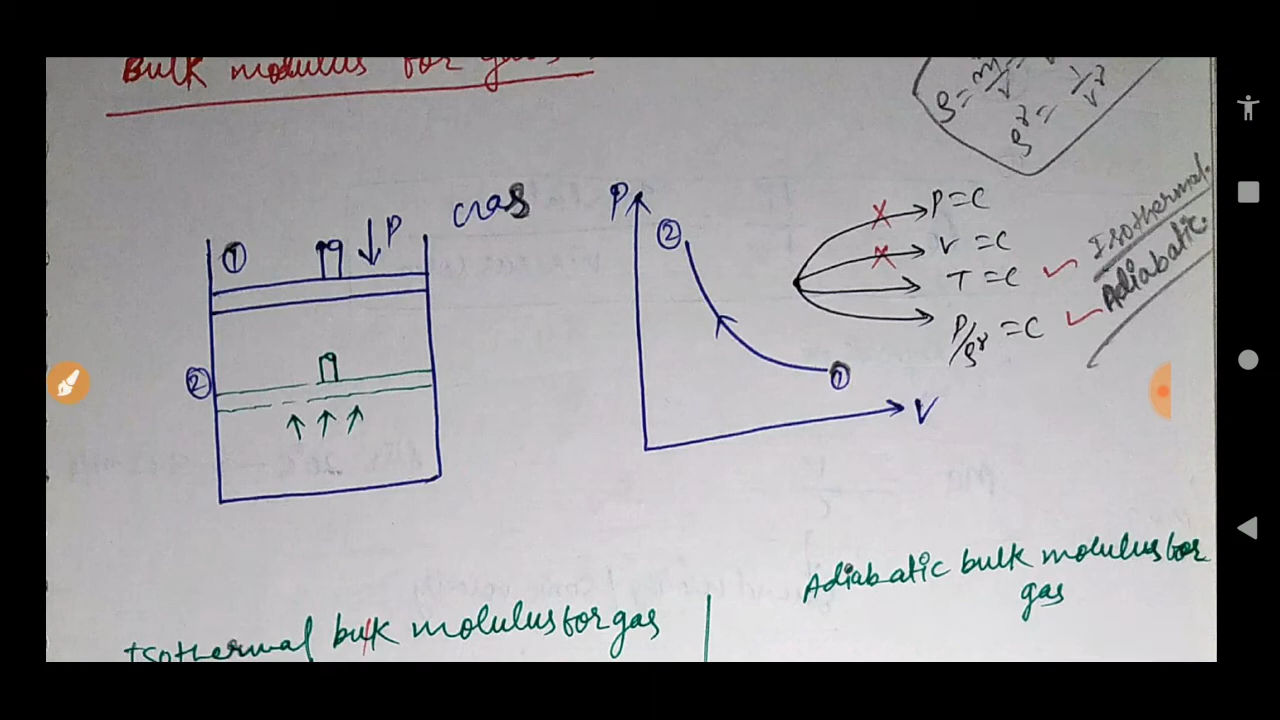 Bulk modulus for gas
ρ = m/v =
ρ^γ = 1/v^γ
① P Gas
P ② P=C
V=C
T=C Isothermal.
P/ρ^γ=C Adiabatic.
②
①
V
Adiabatic bulk modulus for
gas
Isothermal bulk modulus for gas